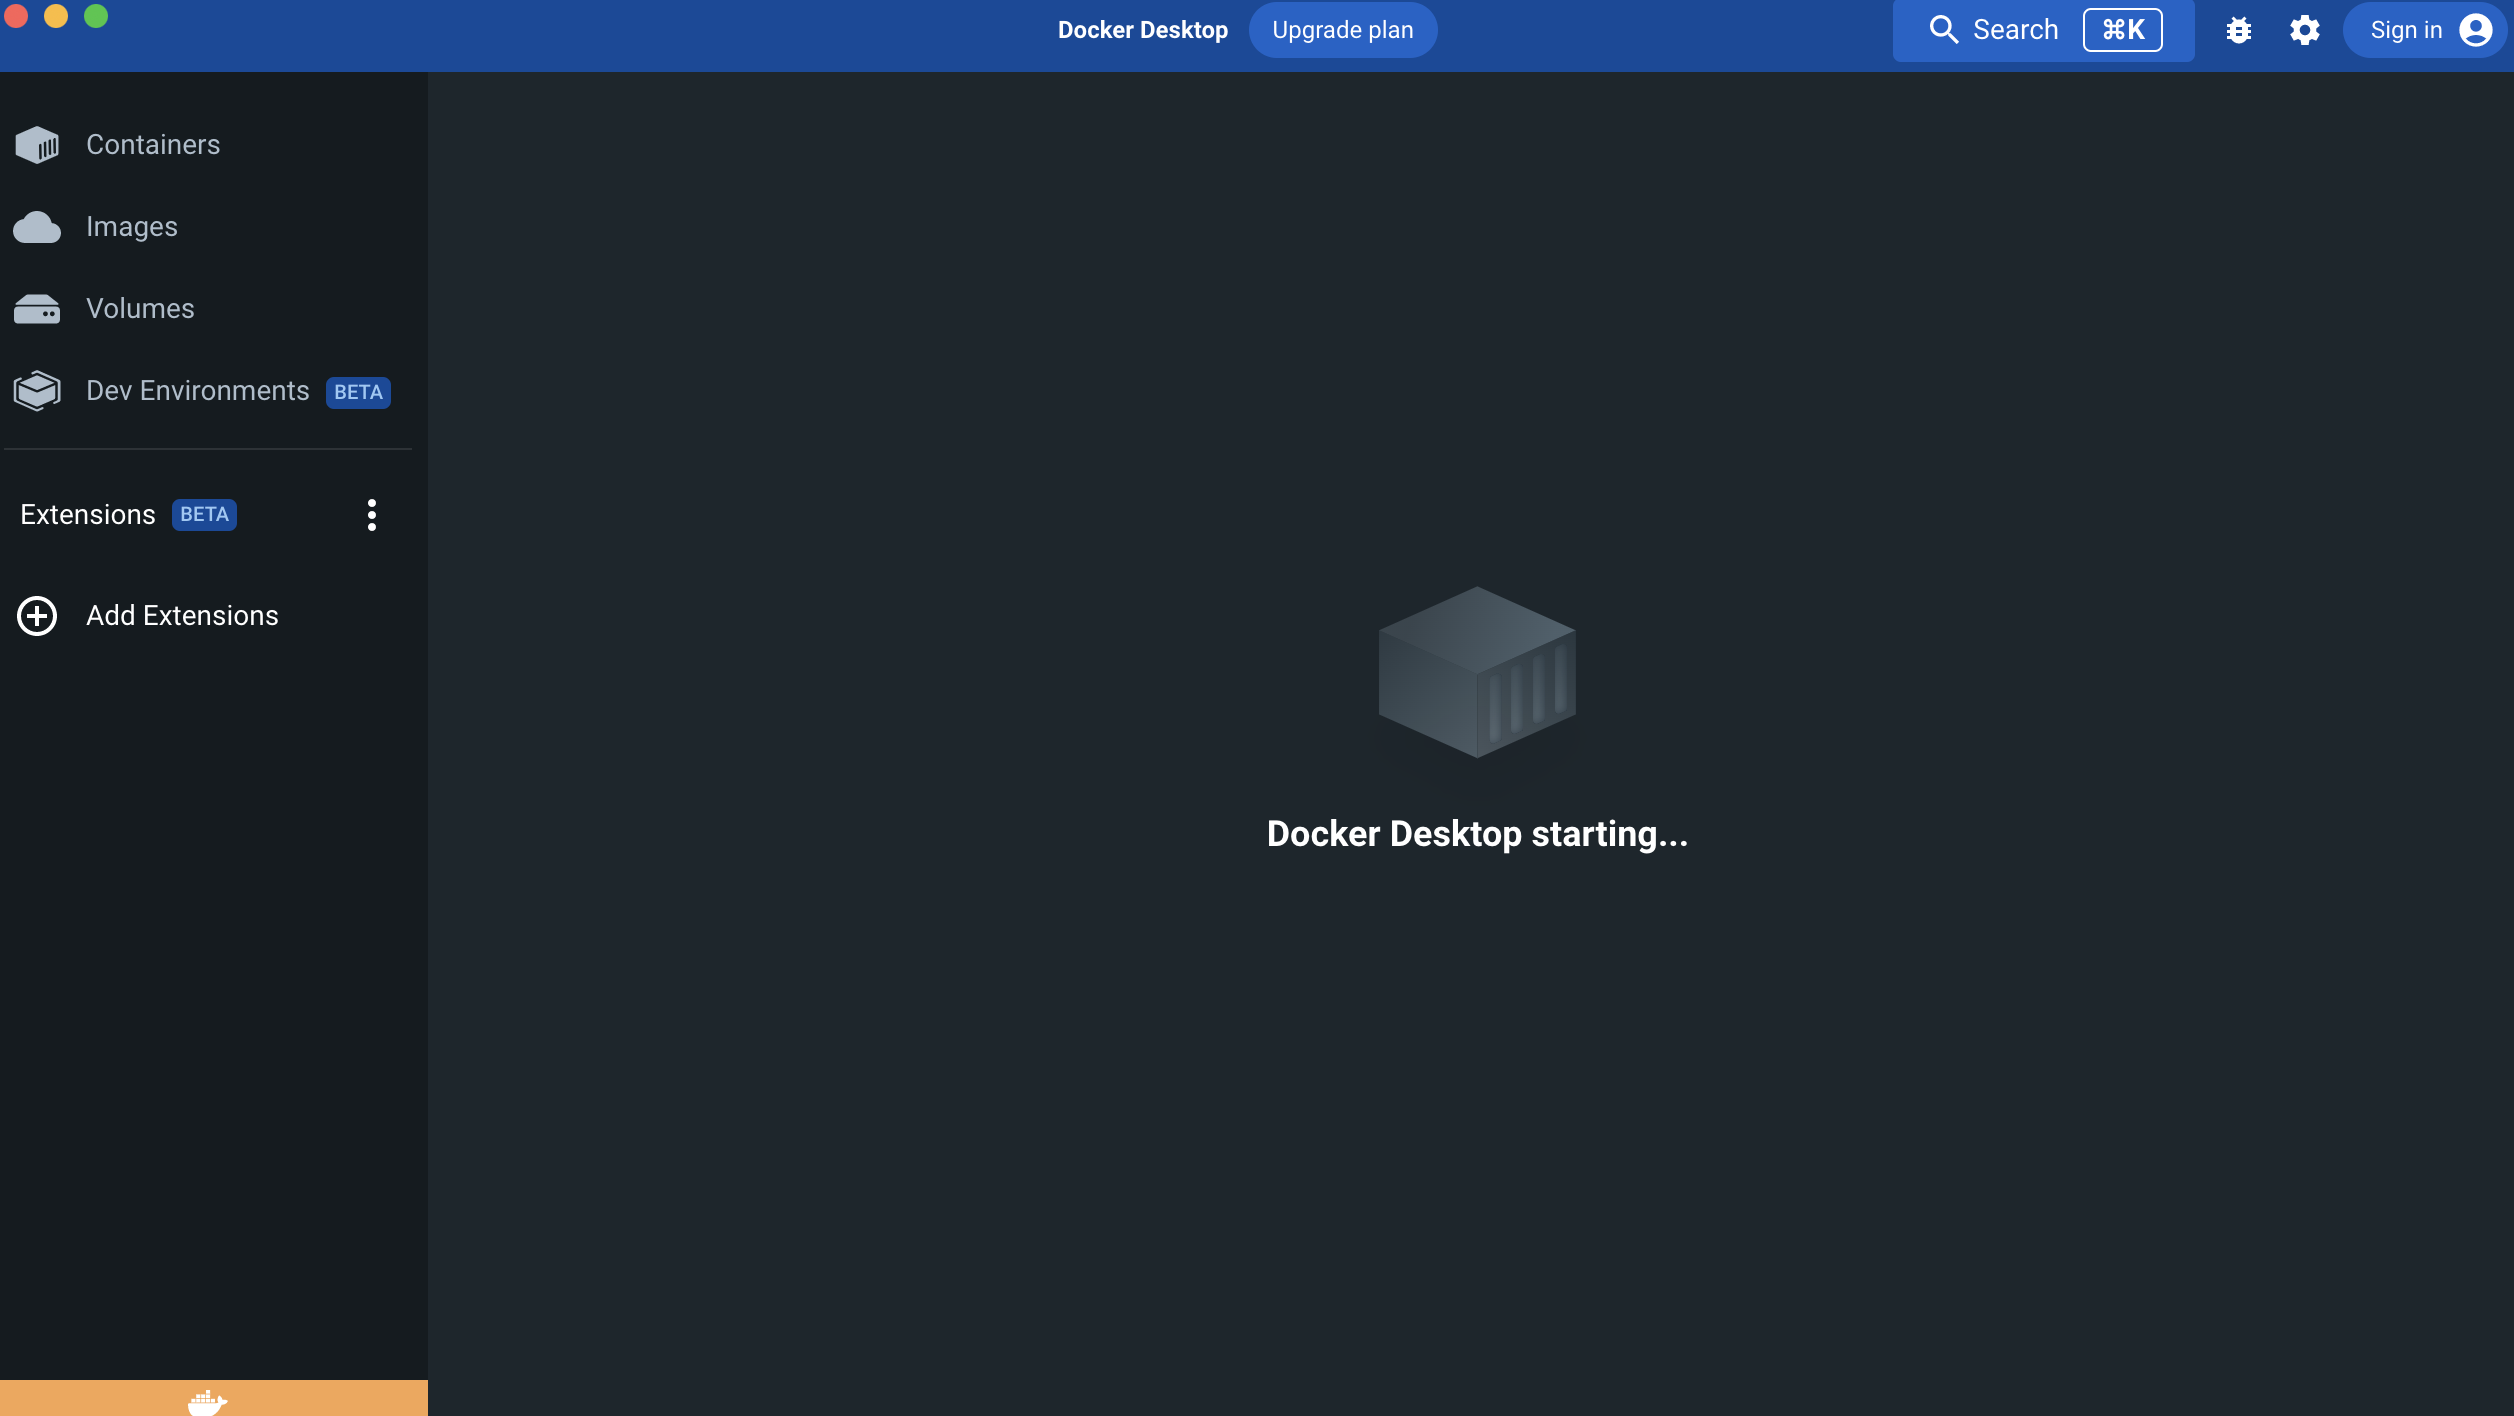 Docker Desktop Upgrade plan Search ⌘K Sign in
Containers
Images
Volumes
Dev Environments BETA
Extensions BETA
Add Extensions
Docker Desktop starting...